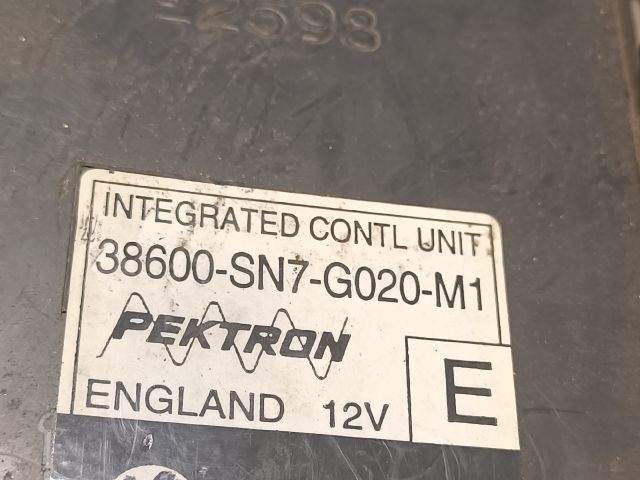 2598
INTEGRATED CONTL UNIT
38600-SN7-G020-M1
PEKTRON
E
ENGLAND 12V